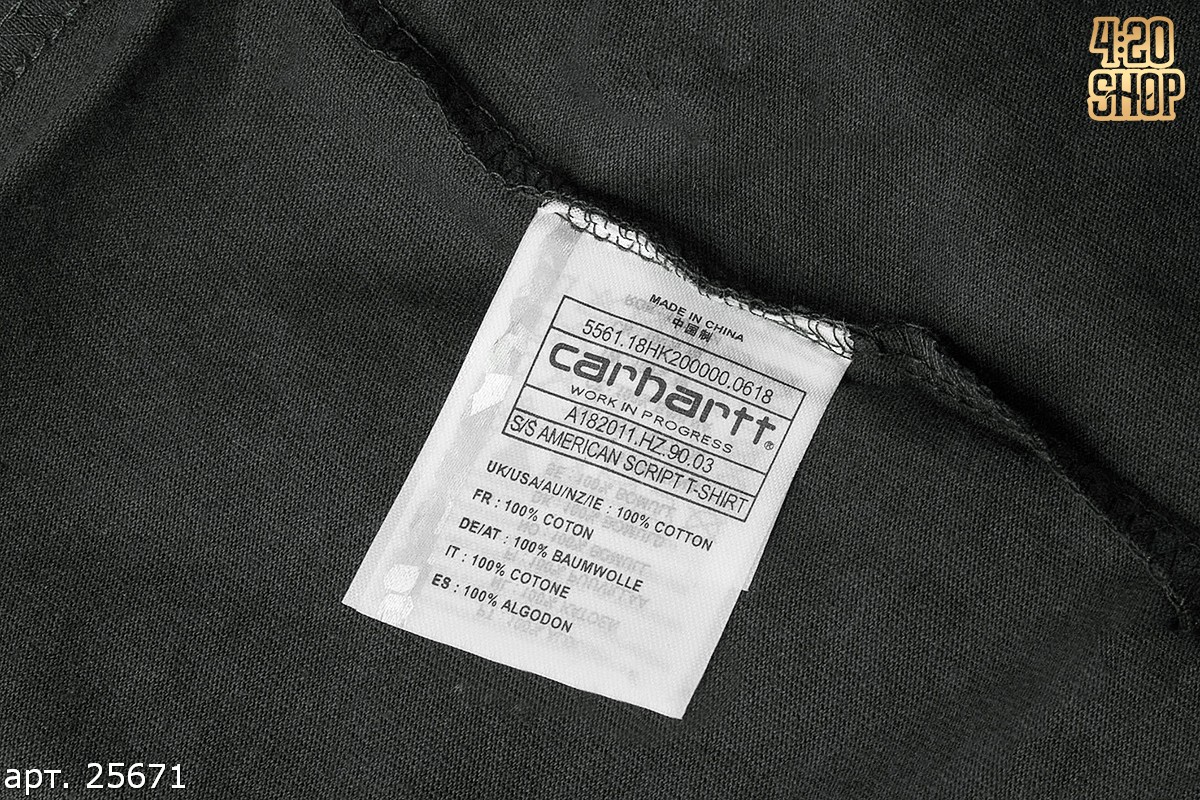 4:20
SHOP
MADE IN CHINA
中国制
5561.18HK200000.0618
carhartt®
WORK IN PROGRESS
A182011.HZ.90.03
S/S AMERICAN SCRIPT T-SHIRT
UK/USA/AU/NZ/IE : 100% COTTON
FR : 100% COTON
DE/AT : 100% BAUMWOLLE
IT : 100% COTONE
ES : 100% ALGODON
арт. 25671